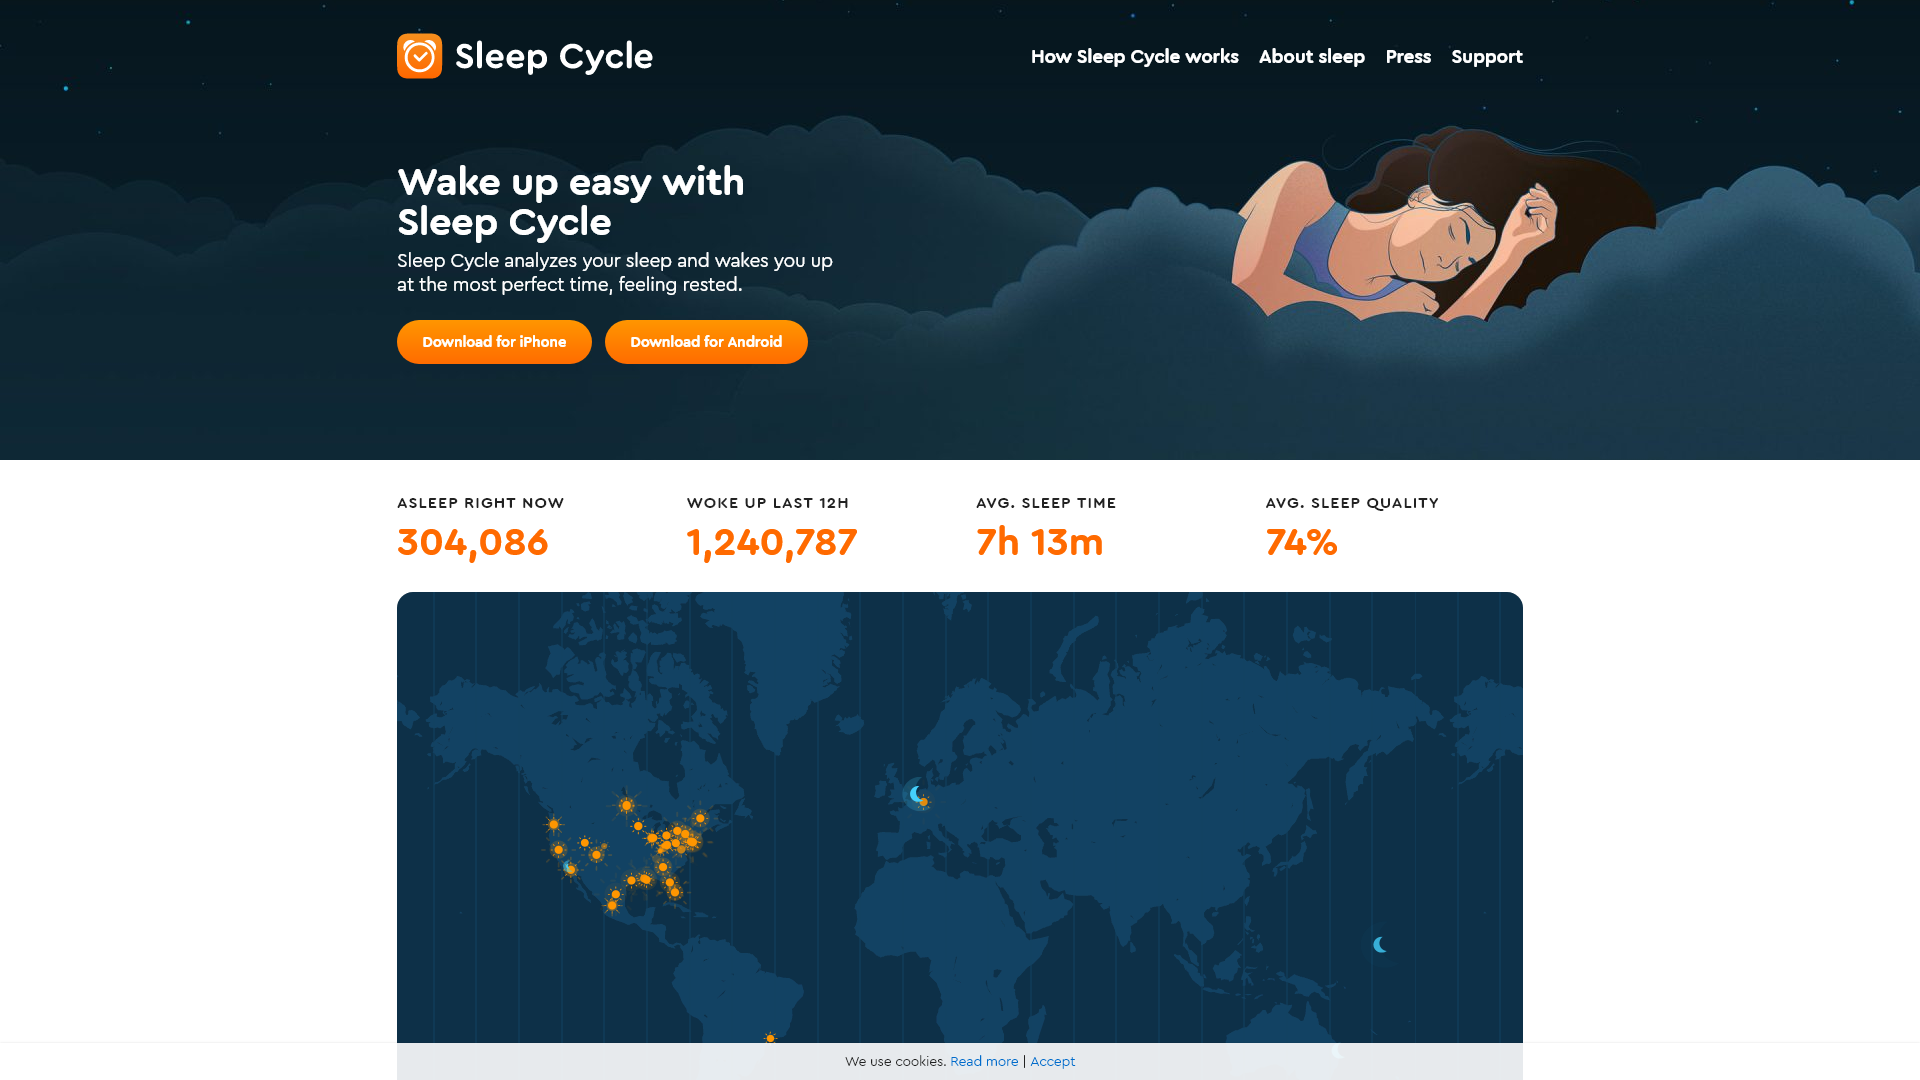 Sleep Cycle
How Sleep Cycle works
About sleep
Press
Support
Wake up easy with
Sleep Cycle
Sleep Cycle analyzes your sleep and wakes you up
at the most perfect time, feeling rested.
Download for iPhone
Download for Android
ASLEEP RIGHT NOW
304,086
WOKE UP LAST 12H
1,240,787
AVG. SLEEP TIME
7h 13m
AVG. SLEEP QUALITY
74%
We use cookies. Read more | Accept